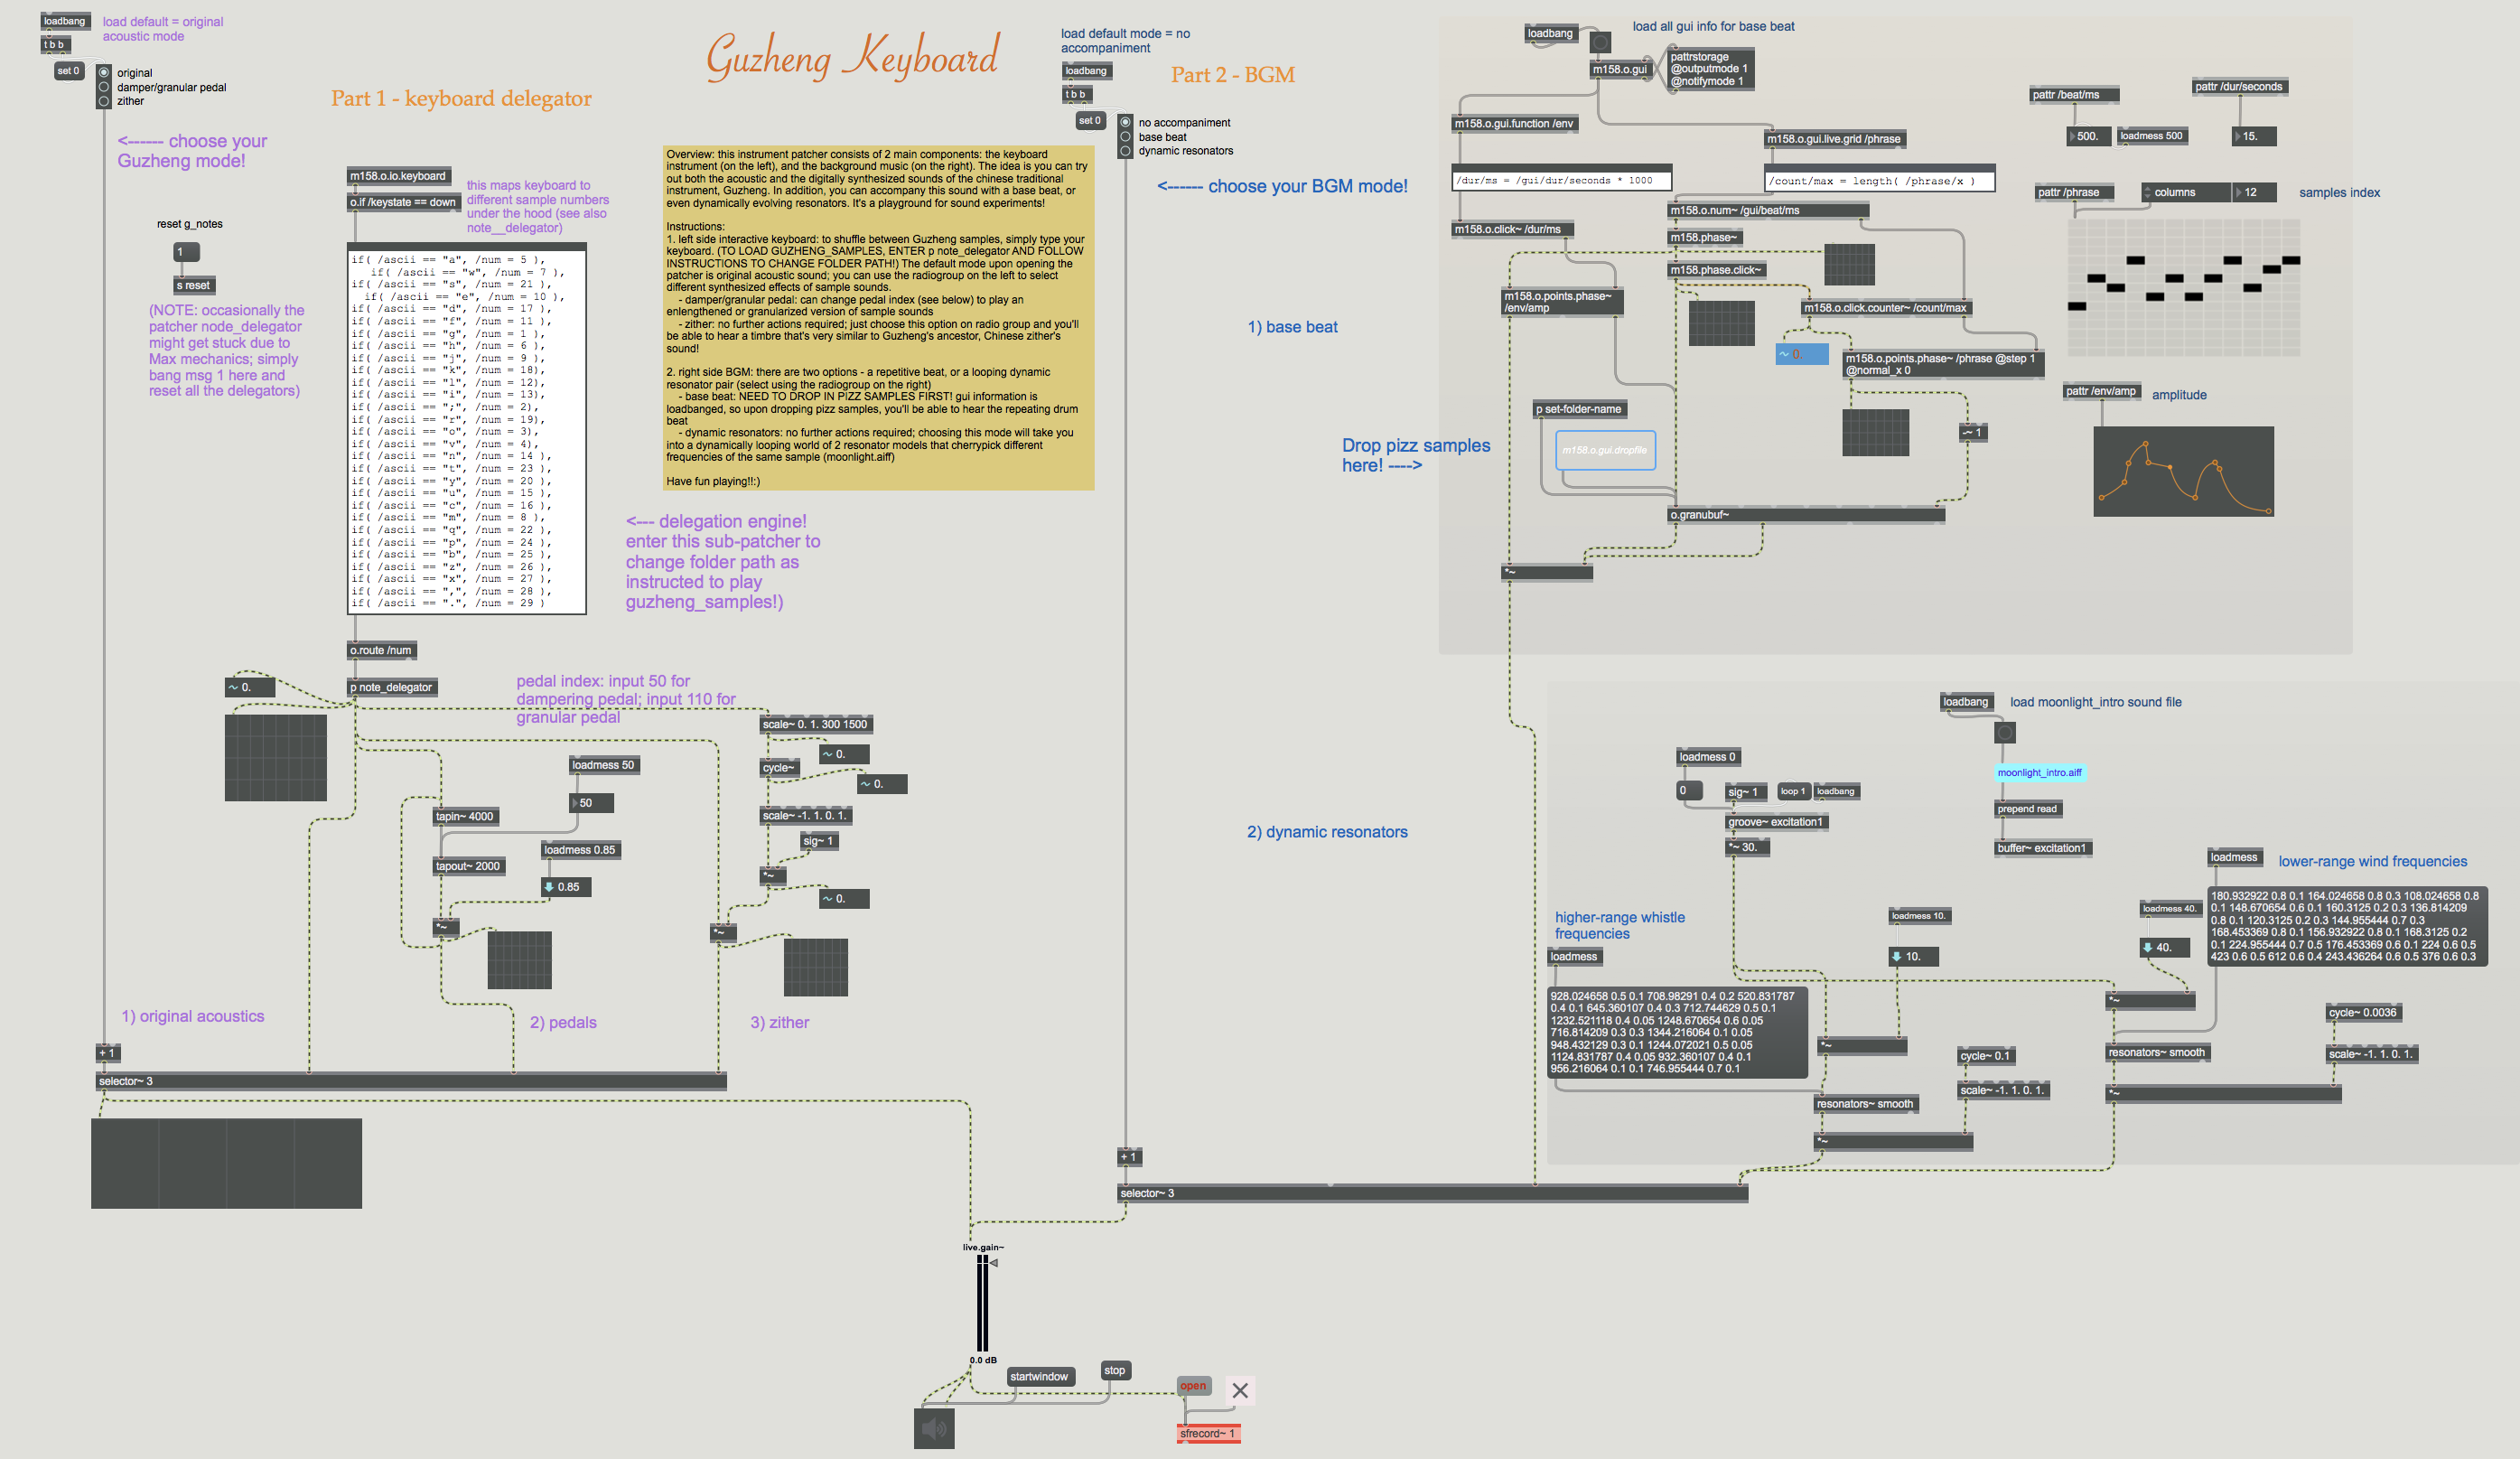 Guzheng Keyboard
loadbang
load default = original
acoustic mode
t b b
set 0
original
damper/granular pedal
zither
Part 1 - keyboard delegator
<------ choose your
Guzheng mode!
m158.o.io.keyboard
o.if /keystate == down
this maps keyboard to
different sample numbers
under the hood (see also
note__delegator)
reset g_notes
1
s reset
(NOTE: occasionally the
patcher node_delegator
might get stuck due to
Max mechanics; simply
bang msg 1 here and
reset all the delegators)
if( /ascii == "a", /num = 5 ),
if( /ascii == "w", /num = 7 ),
if( /ascii == "s", /num = 21 ),
if( /ascii == "e", /num = 10 ),
if( /ascii == "d", /num = 17 ),
if( /ascii == "f", /num = 11 ),
if( /ascii == "g", /num = 1 ),
if( /ascii == "h", /num = 6 ),
if( /ascii == "j", /num = 9 ),
if( /ascii == "k", /num = 18),
if( /ascii == "l", /num = 12),
if( /ascii == "i", /num = 13),
if( /ascii == ";", /num = 2),
if( /ascii == "r", /num = 19),
if( /ascii == "o", /num = 3),
if( /ascii == "v", /num = 4),
if( /ascii == "n", /num = 14 ),
if( /ascii == "t", /num = 23 ),
if( /ascii == "y", /num = 20 ),
if( /ascii == "u", /num = 15 ),
if( /ascii == "c", /num = 16 ),
if( /ascii == "m", /num = 8 ),
if( /ascii == "q", /num = 22 ),
if( /ascii == "p", /num = 24 ),
if( /ascii == "b", /num = 25 ),
if( /ascii == "z", /num = 26 ),
if( /ascii == "x", /num = 27 ),
if( /ascii == ",", /num = 28 ),
if( /ascii == ".", /num = 29 )
Overview: this instrument patcher consists of 2 main components: the keyboard
instrument (on the left), and the background music (on the right). The idea is you can try
out both the acoustic and the digitally synthesized sounds of the chinese traditional
instrument, Guzheng. In addition, you can accompany this sound with a base beat, or
even dynamically evolving resonators. It's a playground for sound experiments!
Instructions:
1. left side interactive keyboard: to shuffle between Guzheng samples, simply type your
keyboard. (TO LOAD GUZHENG_SAMPLES, ENTER p note_delegator AND FOLLOW
INSTRUCTIONS TO CHANGE FOLDER PATH!) The default mode upon opening the
patcher is original acoustic sound; you can use the radiogroup on the left to select
different synthesized effects of sample sounds.
- damper/granular pedal: can change pedal index (see below) to play an
enlengthened or granularized version of sample sounds
- zither: no further actions required; just choose this option on radio group and you'll
be able to hear a timbre that's very similar to Guzheng's ancestor, Chinese zither's
sound!
2. right side BGM: there are two options - a repetitive beat, or a looping dynamic
resonator pair (select using the radiogroup on the right)
- base beat: NEED TO DROP IN PIZZ SAMPLES FIRST! gui information is
loadbanged, so upon dropping pizz samples, you'll be able to hear the repeating drum
beat
- dynamic resonators: no further actions required; choosing this mode will take you
into a dynamically looping world of 2 resonator models that cherrypick different
frequencies of the same sample (moonlight.aiff)
Have fun playing!!:)
<--- delegation engine!
enter this sub-patcher to
change folder path as
instructed to play
guzheng_samples!)
o.route /num
p note_delegator
~ 0.
pedal index: input 50 for
dampering pedal; input 110 for
granular pedal
scale~ 0. 1. 300 1500
~ 0.
cycle~
~ 0.
scale~ -1. 1. 0. 1.
sig~ 1
*~
~ 0.
loadmess 50
50
tapin~ 4000
loadmess 0.85
tapout~ 2000
0.85
*~
*~
1) original acoustics
2) pedals
3) zither
+ 1
selector~ 3
load default mode = no
accompaniment
loadbang
t b b
set 0
Part 2 - BGM
no accompaniment
base beat
dynamic resonators
<------ choose your BGM mode!
loadbang
load all gui info for base beat
m158.o.gui
pattrstorage
@outputmode 1
@notifymode 1
m158.o.gui.function /env
m158.o.gui.live.grid /phrase
/dur/ms = /gui/dur/seconds * 1000
/count/max = length( /phrase/x )
m158.o.num~ /gui/beat/ms
m158.o.click~ /dur/ms
m158.phase~
m158.phase.click~
m158.o.points.phase~
/env/amp
m158.o.click.counter~ /count/max
~ 0.
m158.o.points.phase~ /phrase @step 1
@normal_x 0
1) base beat
p set-folder-name
m158.o.gui.dropfile
Drop pizz samples
here! ---->
-~ 1
o.granubuf~
*~
pattr /beat/ms
500.
loadmess 500
pattr /dur/seconds
15.
pattr /phrase
columns
12
samples index
pattr /env/amp
amplitude
2) dynamic resonators
loadbang
load moonlight_intro sound file
moonlight_intro.aiff
prepend read
buffer~ excitation1
loadmess 0
0
sig~ 1
loop 1
loadbang
groove~ excitation1
*~ 30.
higher-range whistle
frequencies
loadmess
928.024658 0.5 0.1 708.98291 0.4 0.2 520.831787
0.4 0.1 645.360107 0.4 0.3 712.744629 0.5 0.1
1232.521118 0.4 0.05 1248.670654 0.6 0.05
716.814209 0.3 0.3 1344.216064 0.1 0.05
948.432129 0.3 0.1 1244.072021 0.5 0.05
1124.831787 0.4 0.05 932.360107 0.4 0.1
956.216064 0.1 0.1 746.955444 0.7 0.1
loadmess 10.
10.
*~
resonators~ smooth
cycle~ 0.1
scale~ -1. 1. 0. 1.
*~
loadmess
lower-range wind frequencies
180.932922 0.8 0.1 164.024658 0.8 0.3 108.024658 0.8
0.1 148.670654 0.6 0.1 160.3125 0.2 0.3 136.814209
0.8 0.1 120.3125 0.2 0.3 144.955444 0.7 0.3
168.453369 0.8 0.1 156.932922 0.8 0.1 168.3125 0.2
0.1 224.955444 0.7 0.5 176.453369 0.6 0.1 224 0.6 0.5
423 0.6 0.5 612 0.6 0.4 243.436264 0.6 0.5 376 0.6 0.3
loadmess 40.
40.
*~
resonators~ smooth
cycle~ 0.0036
scale~ -1. 1. 0. 1.
*~
+ 1
selector~ 3
live.gain~
0.0 dB
startwindow
stop
open
sfrecord~ 1